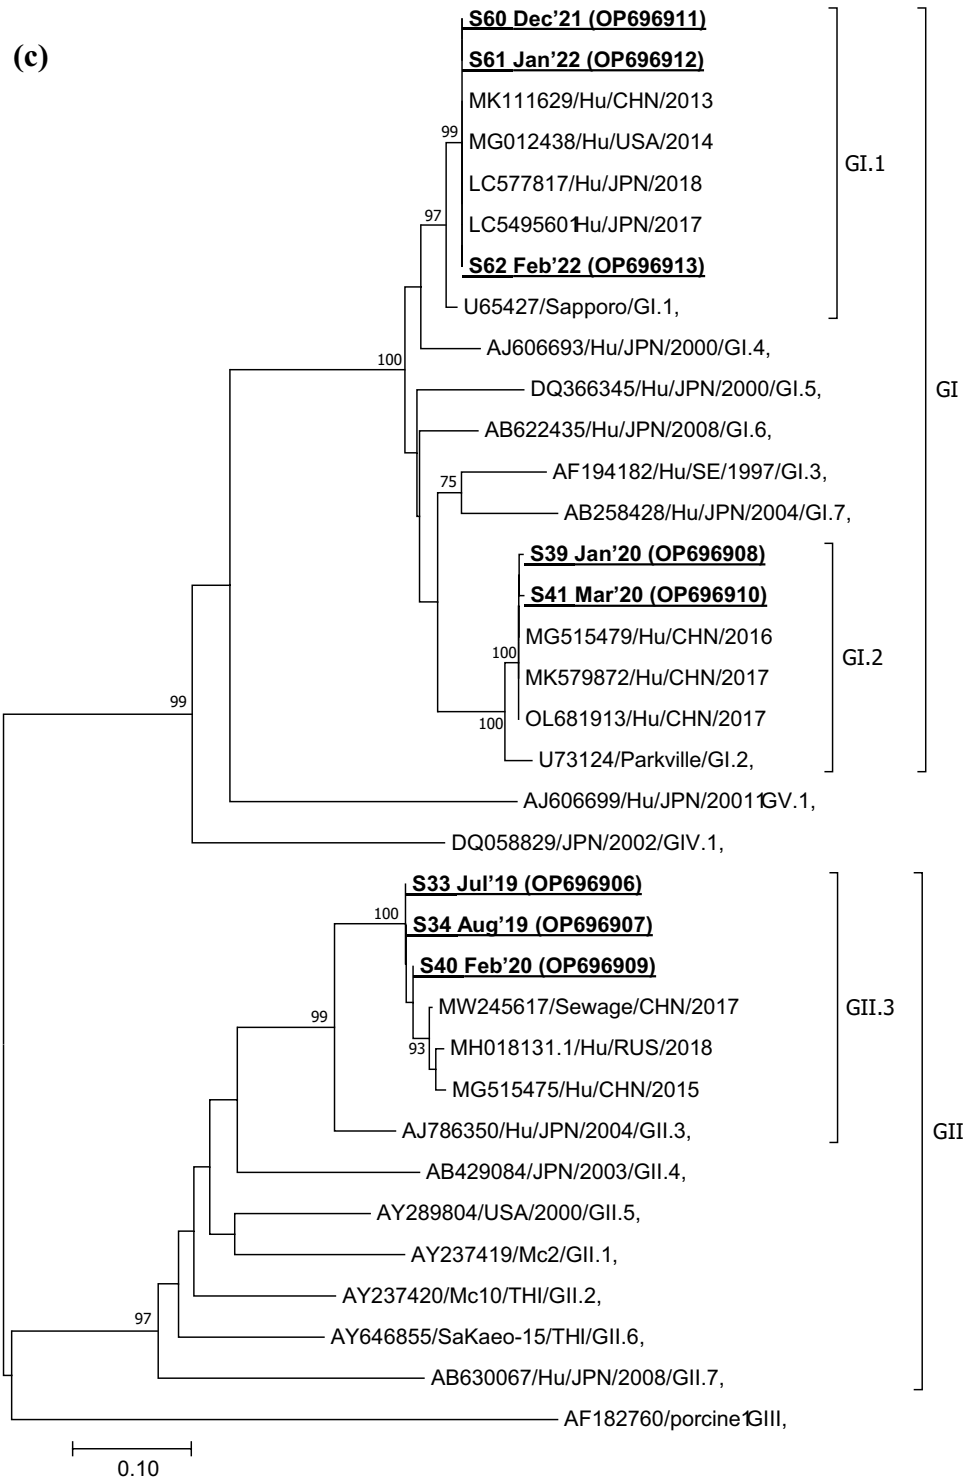 (c)
S60 Dec'21 (OP696911)
S61 Jan'22 (OP696912)
MK111629/Hu/CHN/2013
99
MG012438/Hu/USA/2014
GI.1
LC577817/Hu/JPN/2018
97
LC5495601Hu/JPN/2017
S62 Feb'22 (OP696913)
U65427/Sapporo/GI.1,
AJ606693/Hu/JPN/2000/GI.4,
100
DQ366345/Hu/JPN/2000/GI.5,
GI
AB622435/Hu/JPN/2008/GI.6,
AF194182/Hu/SE/1997/GI.3,
75
AB258428/Hu/JPN/2004/GI.7,
S39 Jan'20 (OP696908)
S41 Mar'20 (OP696910)
MG515479/Hu/CHN/2016
100
GI.2
MK579872/Hu/CHN/2017
99
OL681913/Hu/CHN/2017
100
U73124/Parkville/GI.2,
AJ606699/Hu/JPN/20011GV.1,
DQ058829/JPN/2002/GIV.1,
S33 Jul'19 (OP696906)
100
S34 Aug'19 (OP696907)
S40 Feb'20 (OP696909)
MW245617/Sewage/CHN/2017
GII.3
99
93
MH018131.1/Hu/RUS/2018
MG515475/Hu/CHN/2015
AJ786350/Hu/JPN/2004/GII.3,
GII
AB429084/JPN/2003/GII.4,
AY289804/USA/2000/GII.5,
AY237419/Mc2/GII.1,
AY237420/Mc10/THI/GII.2,
97
AY646855/SaKaeo-15/THI/GII.6,
AB630067/Hu/JPN/2008/GII.7,
AF182760/porcine1GIII,
0.10